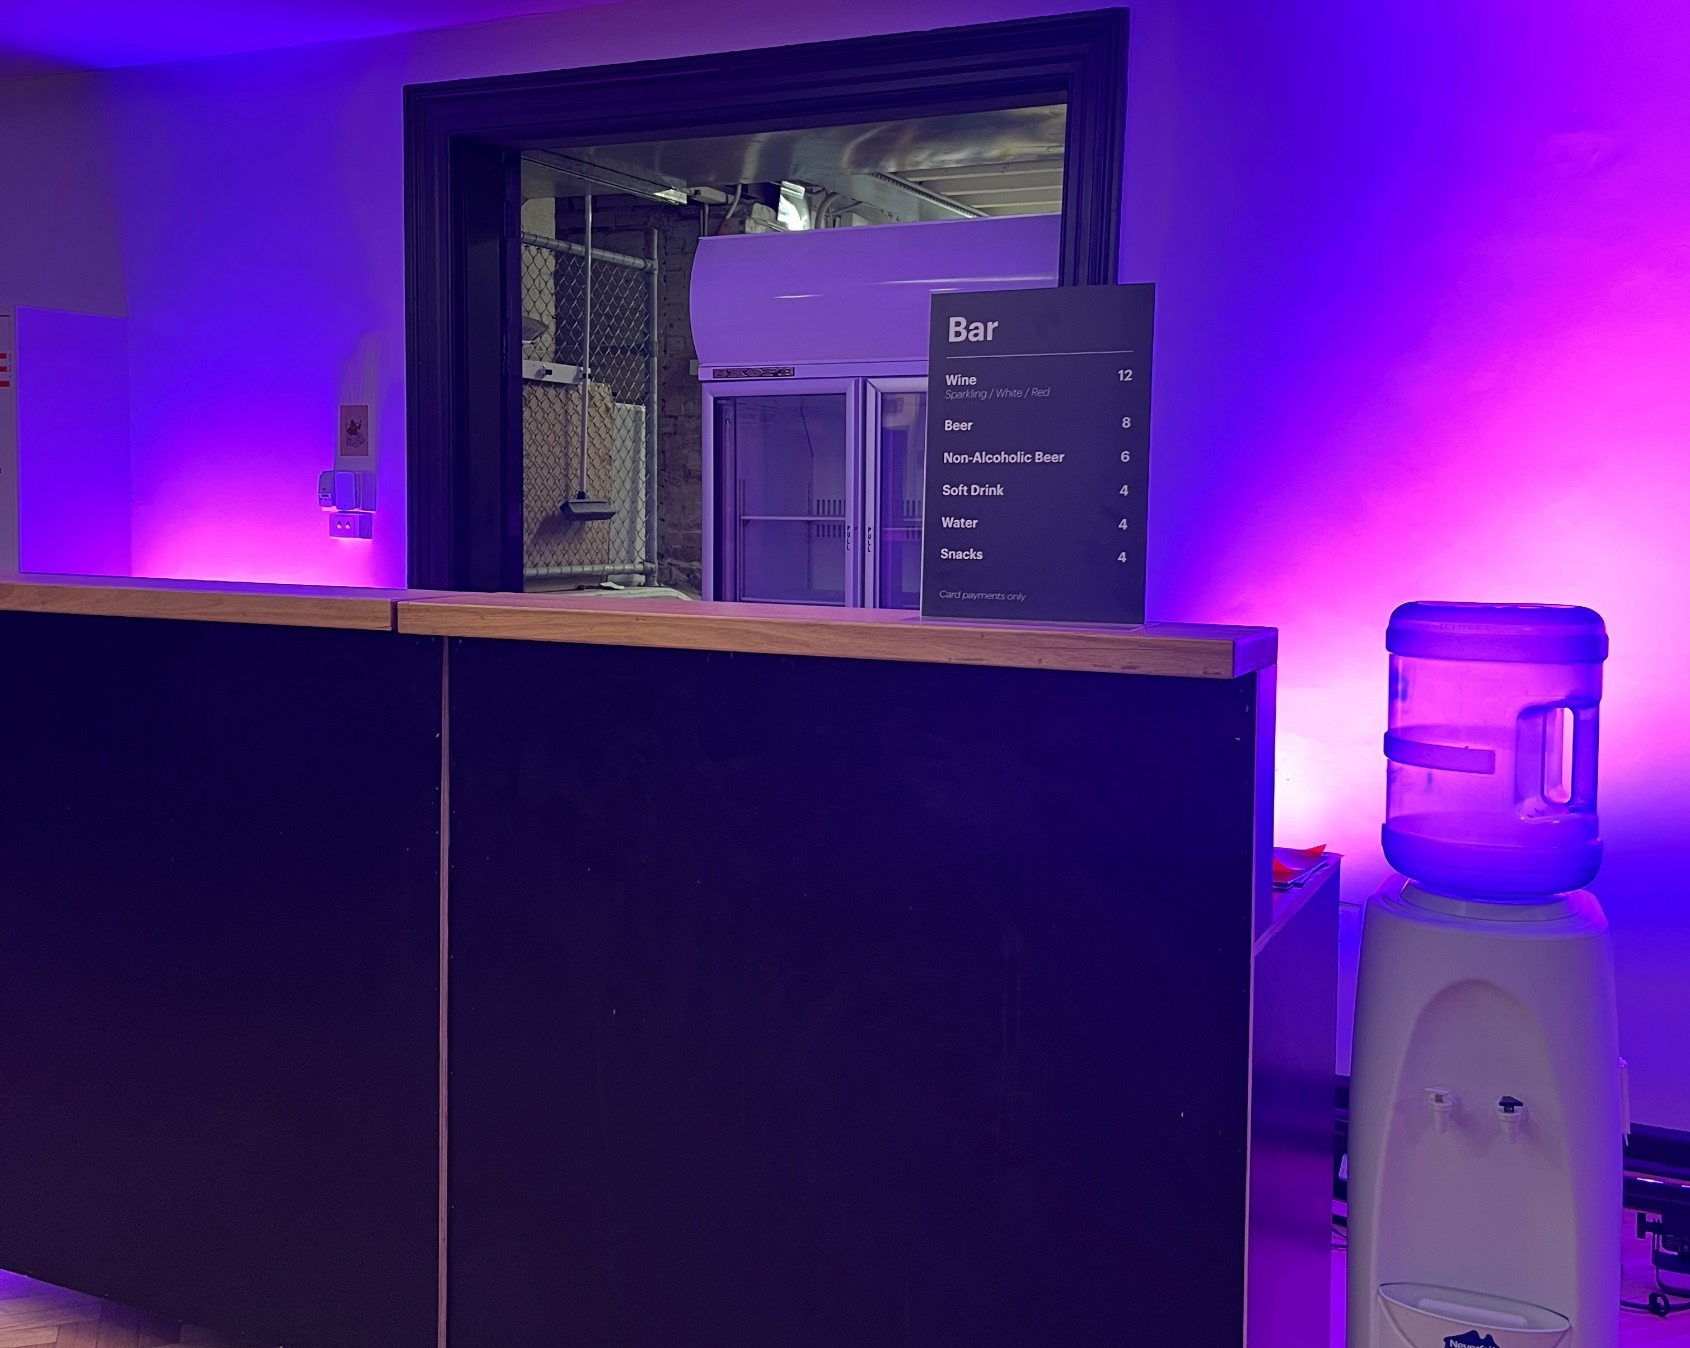 Bar
Wine 12
Sparkling / White / Red
Beer 8
Non-Alcoholic Beer 6
Soft Drink 4
Water 4
Snacks 4
Card payments only